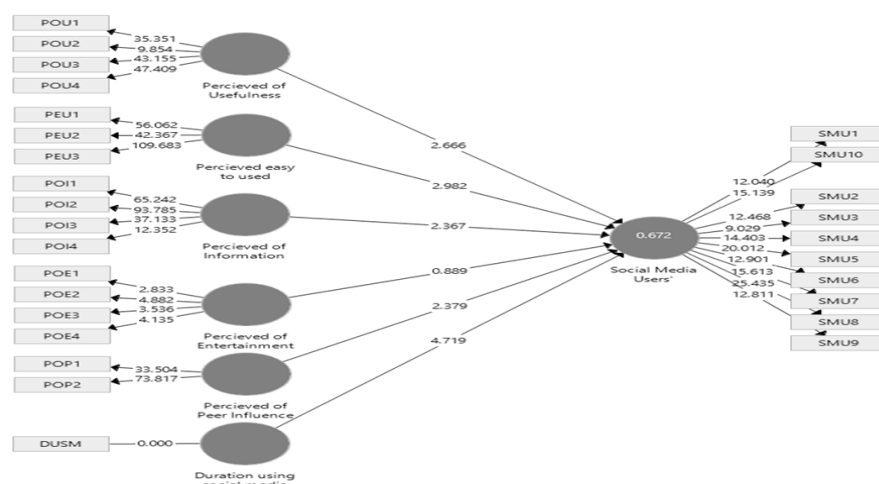 POU1
POU2
POU3
POU4
35.351
9.854
43.155
47.409
Percieved of
Usefulness
PEU1
PEU2
PEU3
56.062
42.367
109.683
Percieved easy
to used
POI1
POI2
POI3
POI4
65.242
93.785
37.133
12.352
Percieved of
Information
POE1
POE2
POE3
POE4
2.833
4.882
3.536
4.135
Percieved of
Entertainment
POP1
POP2
33.504
73.817
Percieved of
Peer Influence
DUSM
0.000
Duration using
social media
2.666
2.982
2.367
0.889
2.379
4.719
0.672
Social Media
Users'
12.040
15.139
12.468
9.029
14.403
20.012
12.901
15.613
25.435
12.811
SMU1
SMU10
SMU2
SMU3
SMU4
SMU5
SMU6
SMU7
SMU8
SMU9